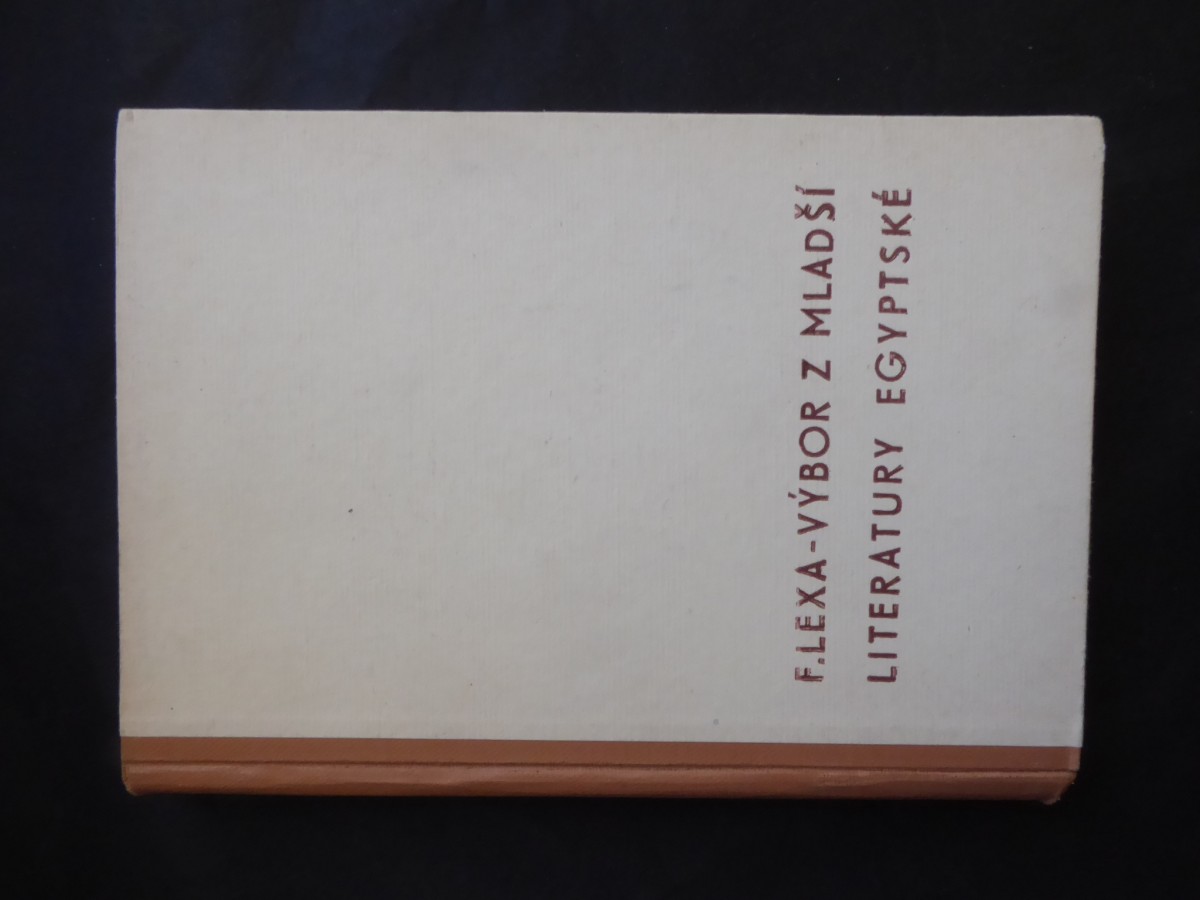 F. LEXA - VÝBOR Z MLADŠÍ
LITERATURY EGYPTSKÉ